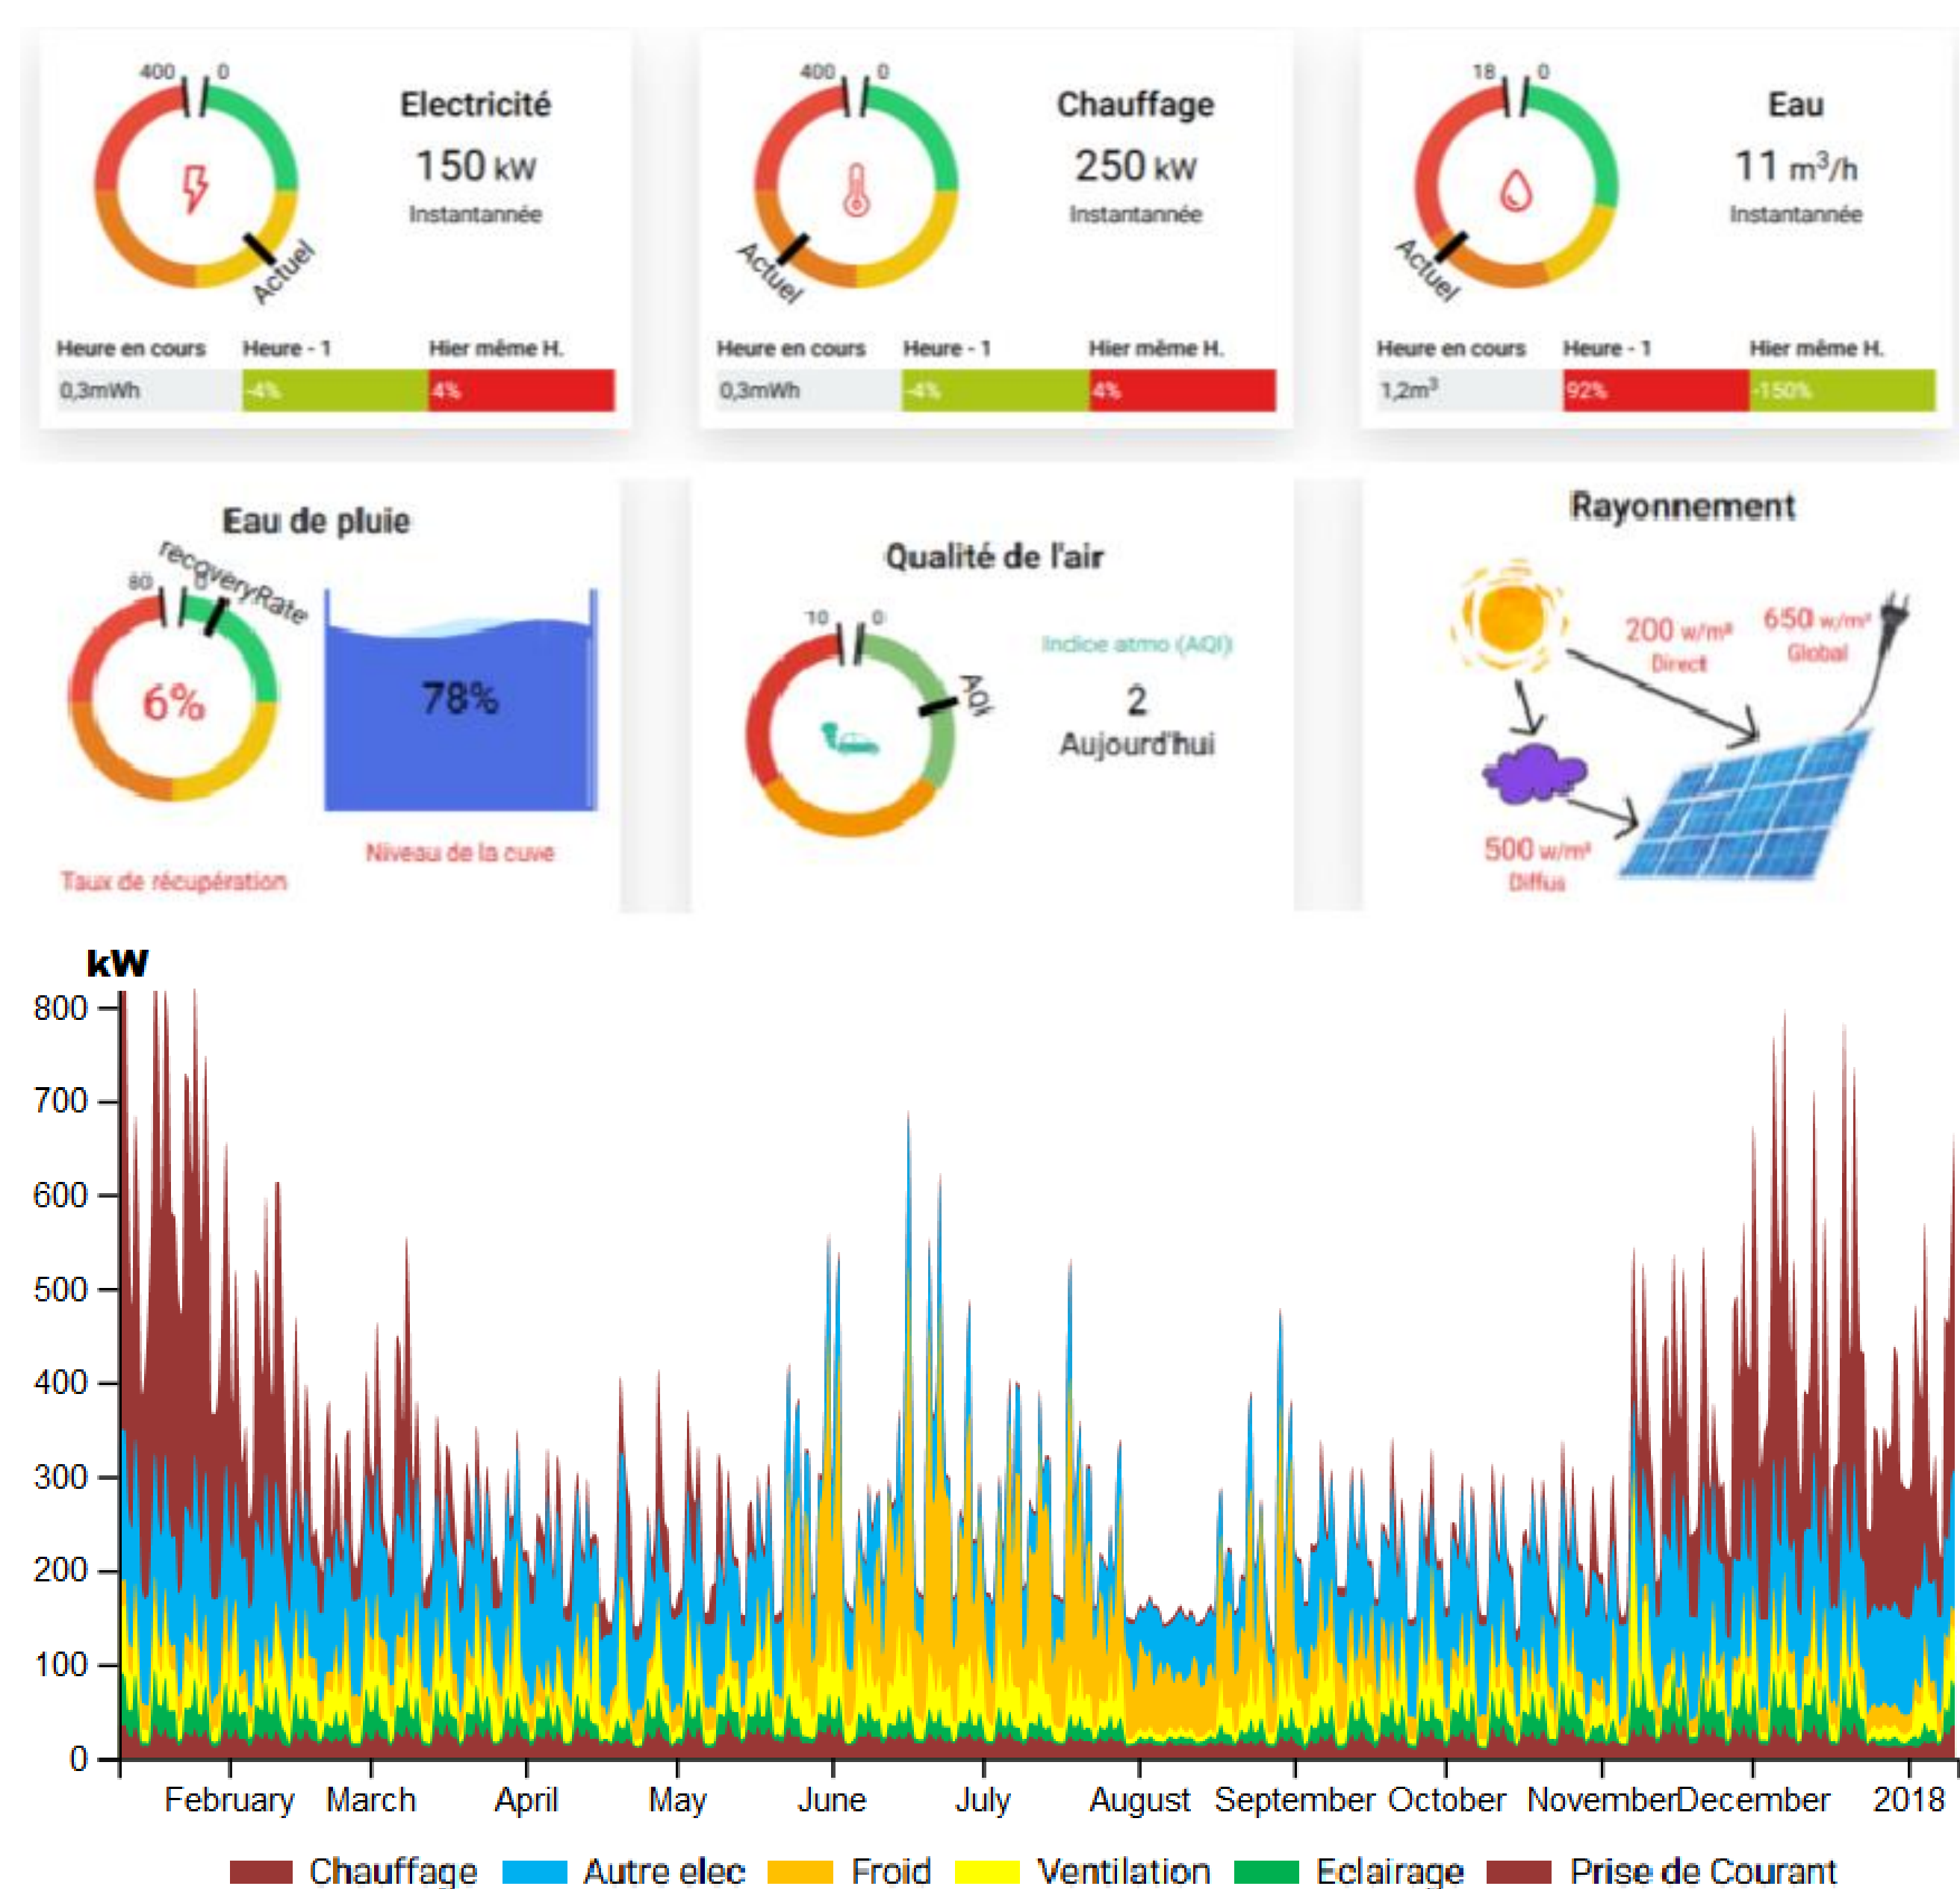 400 0
Electricité
150 kW
Instantannée
Actuel
Heure en cours Heure - 1 Hier même H.
0,3mWh -4% 4%
400 0
Chauffage
250 kW
Instantannée
Actuel
Heure en cours Heure - 1 Hier même H.
0,3mWh -4% 4%
18 0
Eau
11 m³/h
Instantannée
Actuel
Heure en cours Heure - 1 Hier même H.
1,2m³ 92% -150%
Eau de pluie
recoveryRate
80 0
6%
78%
Niveau de la cuve
Taux de récupération
Qualité de l'air
10 0
Indice atmo (AQI)
AQI
2
Aujourd'hui
Rayonnement
200 w/m²
Direct
650 w/m²
Global
500 w/m²
Diffus
kW
800
700
600
500
400
300
200
100
0
February March April May June July August September October November December 2018
Chauffage Autre elec Froid Ventilation Eclairage Prise de Courant